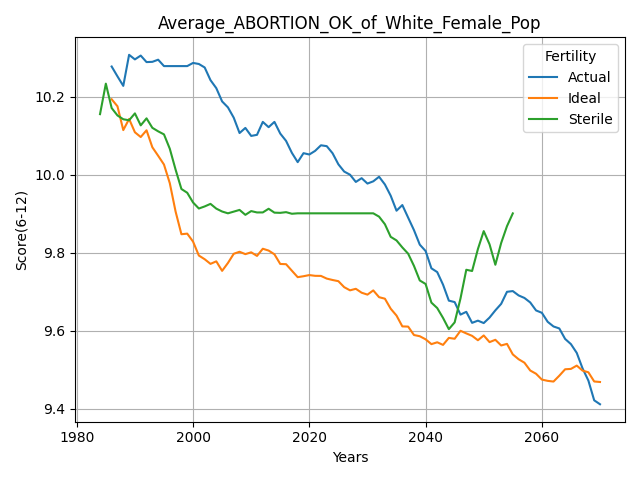 Average_ABORTION_OK_of_White_Female_Pop
Fertility
Actual
Ideal
Sterile
Score(6-12)
10.2
10.0
9.8
9.6
9.4
1980
2000
2020
2040
2060
Years